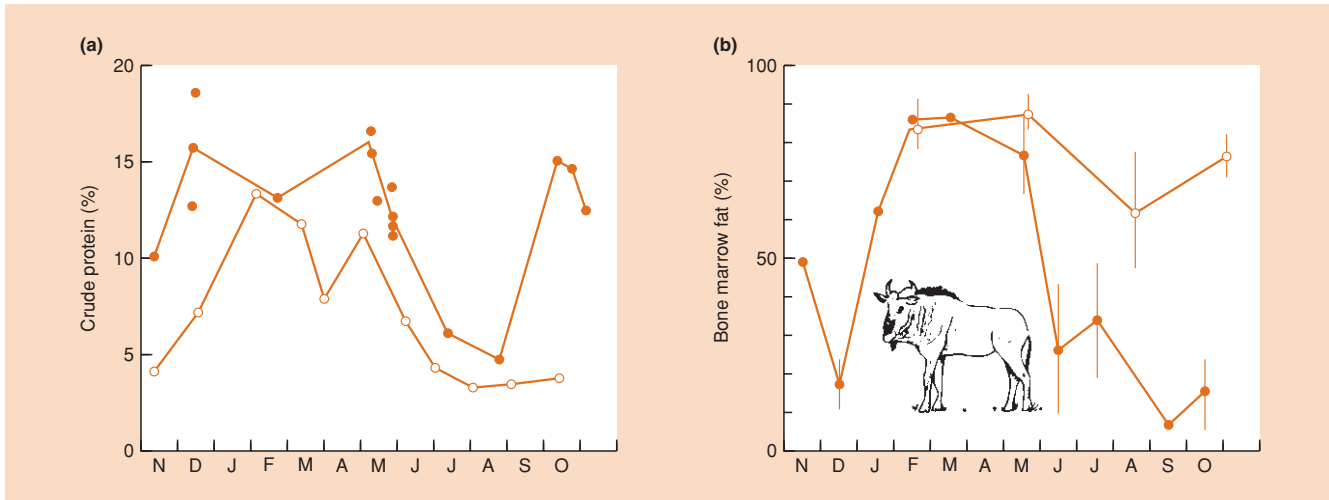 (a)
20
15
10
5
0
Crude protein (%)
N D J F M A M J J A S O
(b)
100
50
0
Bone marrow fat (%)
N D J F M A M J J A S O